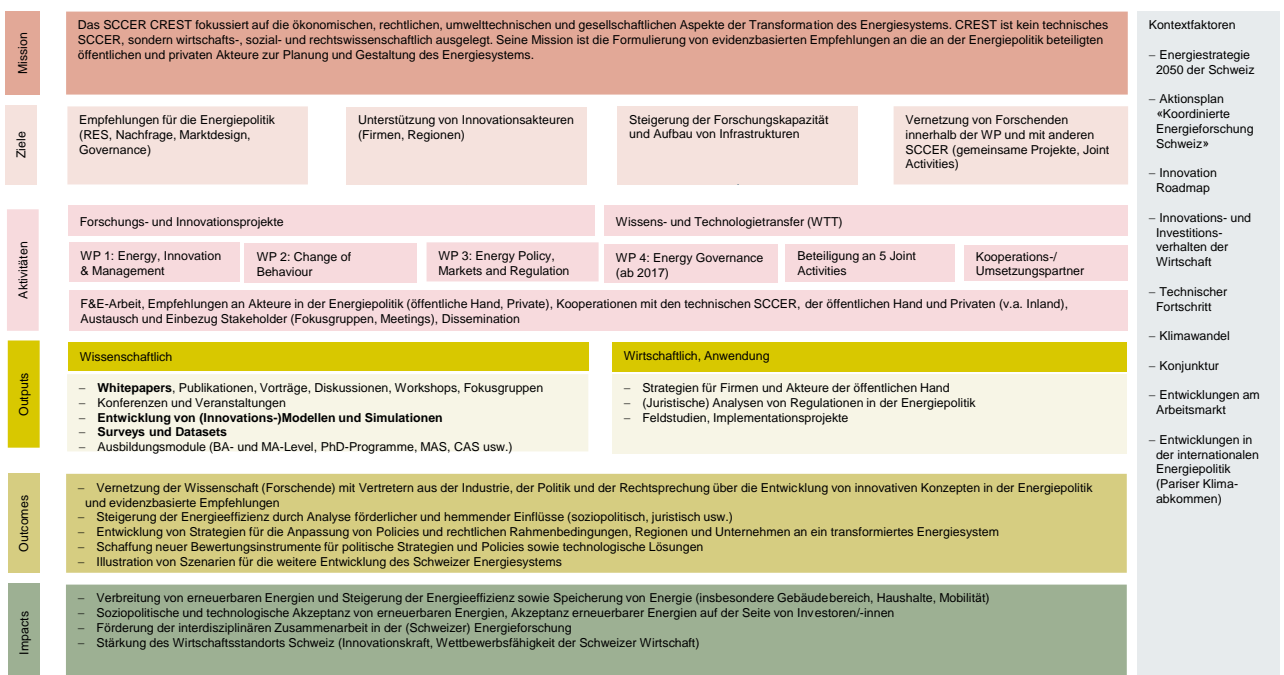 Mission
Das SCCER CREST fokussiert auf die ökonomischen, rechtlichen, umwelttechnischen und gesellschaftlichen Aspekte der Transformation des Energiesystems. CREST ist kein technisches
SCCER, sondern wirtschafts-, sozial- und rechtswissenschaftlich ausgelegt. Seine Mission ist die Formulierung von evidenzbasierten Empfehlungen an die an der Energiepolitik beteiligten
öffentlichen und privaten Akteure zur Planung und Gestaltung des Energiesystems.
Ziele
Empfehlungen für die Energiepolitik
(RES, Nachfrage, Marktdesign,
Governance)
Unterstützung von Innovationsakteuren
(Firmen, Regionen)
Steigerung der Forschungskapazität
und Aufbau von Infrastrukturen
Vernetzung von Forschenden
innerhalb der WP und mit anderen
SCCER (gemeinsame Projekte, Joint
Activities)
Aktivitäten
Forschungs- und Innovationsprojekte
Wissens- und Technologietransfer (WTT)
WP 1: Energy, Innovation
& Management
WP 2: Change of
Behaviour
WP 3: Energy Policy,
Markets and Regulation
WP 4: Energy Governance
(ab 2017)
Beteiligung an 5 Joint
Activities
Kooperations-/
Umsetzungspartner
F&E-Arbeit, Empfehlungen an Akteure in der Energiepolitik (öffentliche Hand, Private), Kooperationen mit den technischen SCCER, der öffentlichen Hand und Privaten (v.a. Inland),
Austausch und Einbezug Stakeholder (Fokusgruppen, Meetings), Dissemination
Outputs
Wissenschaftlich
– Whitepapers, Publikationen, Vorträge, Diskussionen, Workshops, Fokusgruppen
– Konferenzen und Veranstaltungen
– Entwicklung von (Innovations-)Modellen und Simulationen
– Surveys und Datasets
– Ausbildungsmodule (BA- und MA-Level, PhD-Programme, MAS, CAS usw.)
Wirtschaftlich, Anwendung
– Strategien für Firmen und Akteure der öffentlichen Hand
– (Juristische) Analysen von Regulationen in der Energiepolitik
– Feldstudien, Implementationsprojekte
Outcomes
– Vernetzung der Wissenschaft (Forschende) mit Vertretern aus der Industrie, der Politik und der Rechtsprechung über die Entwicklung von innovativen Konzepten in der Energiepolitik
und evidenzbasierte Empfehlungen
– Steigerung der Energieeffizienz durch Analyse förderlicher und hemmender Einflüsse (soziopolitisch, juristisch usw.)
– Entwicklung von Strategien für die Anpassung von Policies und rechtlichen Rahmenbedingungen, Regionen und Unternehmen an ein transformiertes Energiesystem
– Schaffung neuer Bewertungsinstrumente für politische Strategien und Policies sowie technologische Lösungen
– Illustration von Szenarien für die weitere Entwicklung des Schweizer Energiesystems
Impacts
– Verbreitung von erneuerbaren Energien und Steigerung der Energieeffizienz sowie Speicherung von Energie (insbesondere Gebäudebereich, Haushalte, Mobilität)
– Soziopolitische und technologische Akzeptanz von erneuerbaren Energien, Akzeptanz erneuerbarer Energien auf der Seite von Investoren/-innen
– Förderung der interdisziplinären Zusammenarbeit in der (Schweizer) Energieforschung
– Stärkung des Wirtschaftsstandorts Schweiz (Innovationskraft, Wettbewerbsfähigkeit der Schweizer Wirtschaft)
Kontextfaktoren
– Energiestrategie
2050 der Schweiz
– Aktionsplan
«Koordinierte
Energieforschung
Schweiz»
– Innovation
Roadmap
– Innovations- und
Investitions-
verhalten der
Wirtschaft
– Technischer
Fortschritt
– Klimawandel
– Konjunktur
– Entwicklungen am
Arbeitsmarkt
– Entwicklungen in
der internationalen
Energiepolitik
(Pariser Klima-
abkommen)